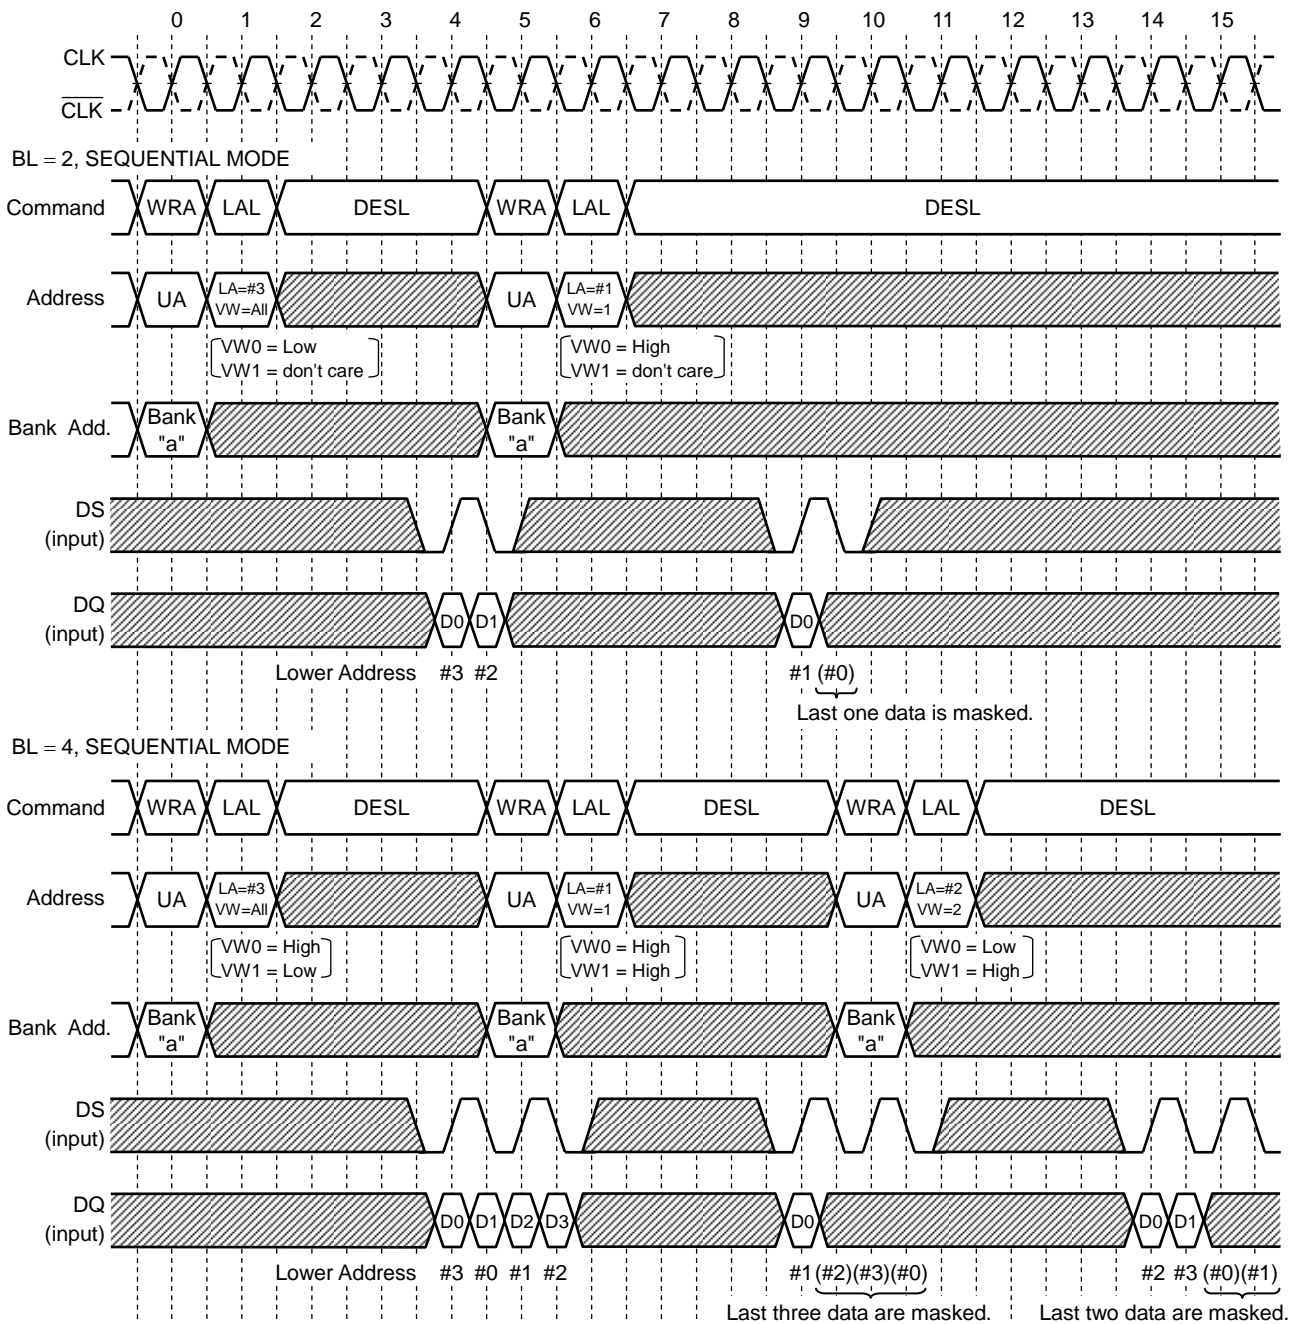 0 1 2 3 4 5 6 7 8 9 10 11 12 13 14 15
CLK
CLK
BL = 2, SEQUENTIAL MODE
Command WRA LAL DESL WRA LAL DESL
Address UA LA=#3 VW=All UA LA=#1 VW=1
VW0 = Low VW0 = High
VW1 = don't care VW1 = don't care
Bank Add. Bank "a" Bank "a"
DS
(input)
DQ
(input) D0 D1 D0
Lower Address #3 #2 #1 (#0)
Last one data is masked.
BL = 4, SEQUENTIAL MODE
Command WRA LAL DESL WRA LAL DESL WRA LAL DESL
Address UA LA=#3 VW=All UA LA=#1 VW=1 UA LA=#2 VW=2
VW0 = High VW0 = High VW0 = Low
VW1 = Low VW1 = High VW1 = High
Bank Add. Bank "a" Bank "a" Bank "a"
DS
(input)
DQ
(input) D0 D1 D2 D3 D0 D0 D1
Lower Address #3 #0 #1 #2 #1 (#2)(#3)(#0) #2 #3 (#0)(#1)
Last three data are masked. Last two data are masked.